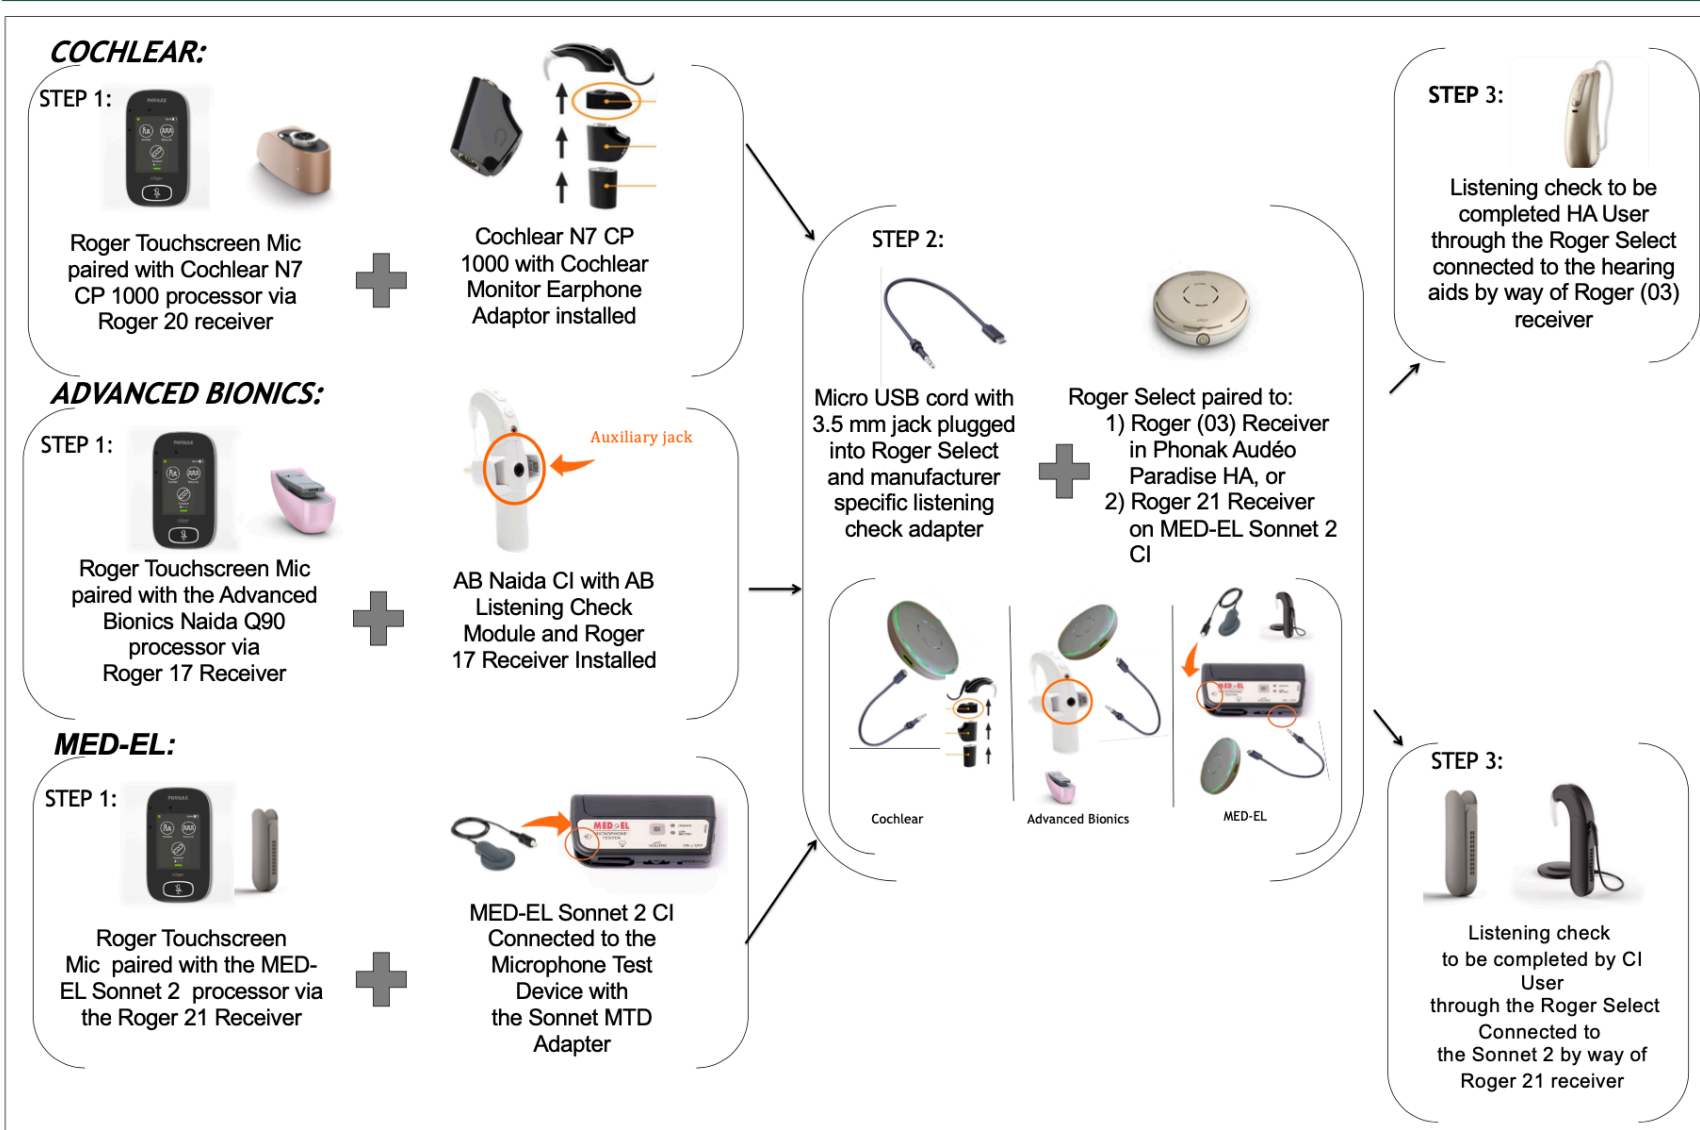 COCHLEAR:
STEP 1:
PHONAK
Roger Touchscreen Mic
paired with Cochlear N7
CP 1000 processor via
Roger 20 receiver
Cochlear N7 CP
1000 with Cochlear
Monitor Earphone
Adaptor installed
ADVANCED BIONICS:
STEP 1:
PHONAK
Roger Touchscreen Mic
paired with the Advanced
Bionics Naida Q90
processor via
Roger 17 Receiver
Auxiliary jack
AB Naida CI with AB
Listening Check
Module and Roger
17 Receiver Installed
MED-EL:
STEP 1:
PHONAK
Roger Touchscreen
Mic paired with the MED-
EL Sonnet 2 processor via
the Roger 21 Receiver
MED-EL
MICROPHONE
TESTER
VOLUME
MED-EL Sonnet 2 CI
Connected to the
Microphone Test
Device with
the Sonnet MTD
Adapter
STEP 2:
Micro USB cord with
3.5 mm jack plugged
into Roger Select
and manufacturer
specific listening
check adapter
Roger Select paired to:
1) Roger (03) Receiver
in Phonak Audéo
Paradise HA, or
2) Roger 21 Receiver
on MED-EL Sonnet 2
CI
Cochlear
Advanced Bionics
MED-EL
MED-EL
STEP 3:
Listening check to be
completed HA User
through the Roger Select
connected to the hearing
aids by way of Roger (03)
receiver
STEP 3:
Listening check
to be completed by CI
User
through the Roger Select
Connected to
the Sonnet 2 by way of
Roger 21 receiver